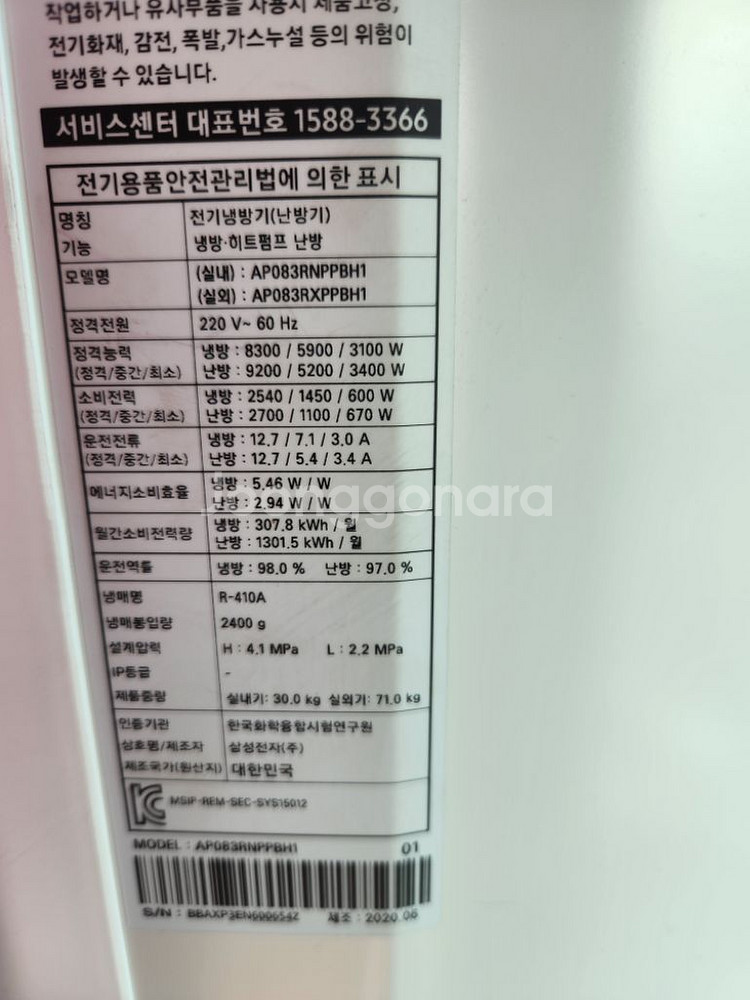 작업하거나 유사부품을 사용시 제품고장,
전기화재, 감전, 폭발,가스누설 등의 위험이
발생할 수 있습니다.
서비스센터 대표번호 1588-3366
전기용품안전관리법에 의한 표시
명칭 전기냉방기(난방기)
기능 냉방·히트펌프 난방
모델명 (실내) : AP083RNPPBH1
(실외) : AP083RXPPBH1
정격전원 220 V~ 60 Hz
정격능력 냉방 : 8300 / 5900 / 3100 W
(정격/중간/최소) 난방 : 9200 / 5200 / 3400 W
소비전력 냉방 : 2540 / 1450 / 600 W
(정격/중간/최소) 난방 : 2700 / 1100 / 670 W
운전전류 냉방 : 12.7 / 7.1 / 3.0 A
(정격/중간/최소) 난방 : 12.7 / 5.4 / 3.4 A
에너지소비효율 냉방 : 5.46 W / W
난방 : 2.94 W / W
월간소비전력량 냉방 : 307.8 kWh / 월
난방 : 1301.5 kWh / 월
운전역률 냉방 : 98.0 % 난방 : 97.0 %
냉매명 R-410A
냉매봉입량 2400 g
설계압력 H : 4.1 MPa L : 2.2 MPa
IP등급 -
제품중량 실내기: 30.0 kg 실외기: 71.0 kg
인증기관 한국화학융합시험연구원
상호명/제조자 삼성전자(주)
제조국가(원산지) 대한민국
MSIP-REM-SEC-SYS15012
MODEL : AP083RNPPBH1 01
S/N : BBAXP3EN600654Z 제조 : 2020.06
joonggonara